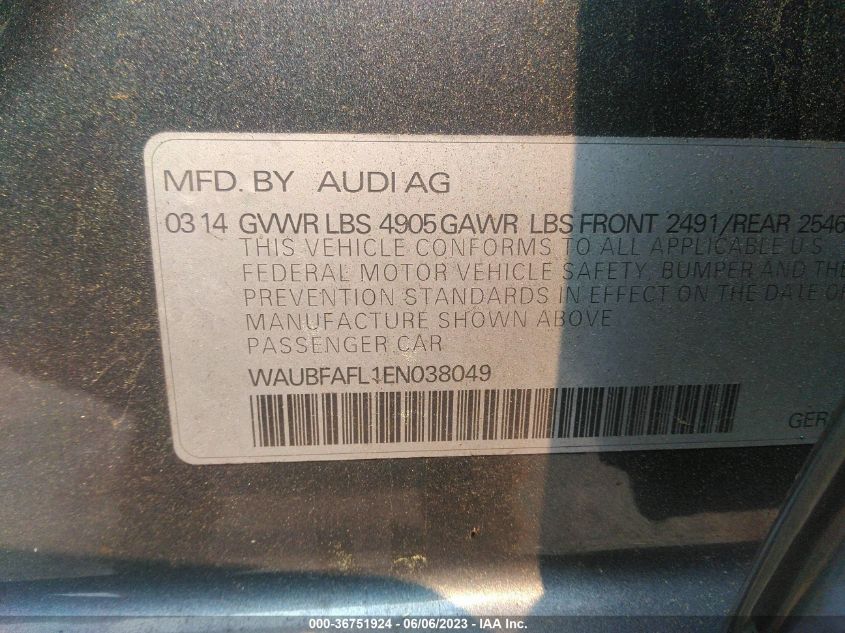 MFD. BY AUDI AG
03 14 GVWR LBS 4905 GAWR LBS FRONT 2491/REAR 2546
THIS VEHICLE CONFORMS TO ALL APPLICABLE U.S
FEDERAL MOTOR VEHICLE SAFETY, BUMPER AND THE
PREVENTION STANDARDS IN EFFECT ON THE DATE OF
MANUFACTURE SHOWN ABOVE
PASSENGER CAR
WAUBFAFL1EN038049
GER
000-36751924 - 06/06/2023 - IAA Inc.